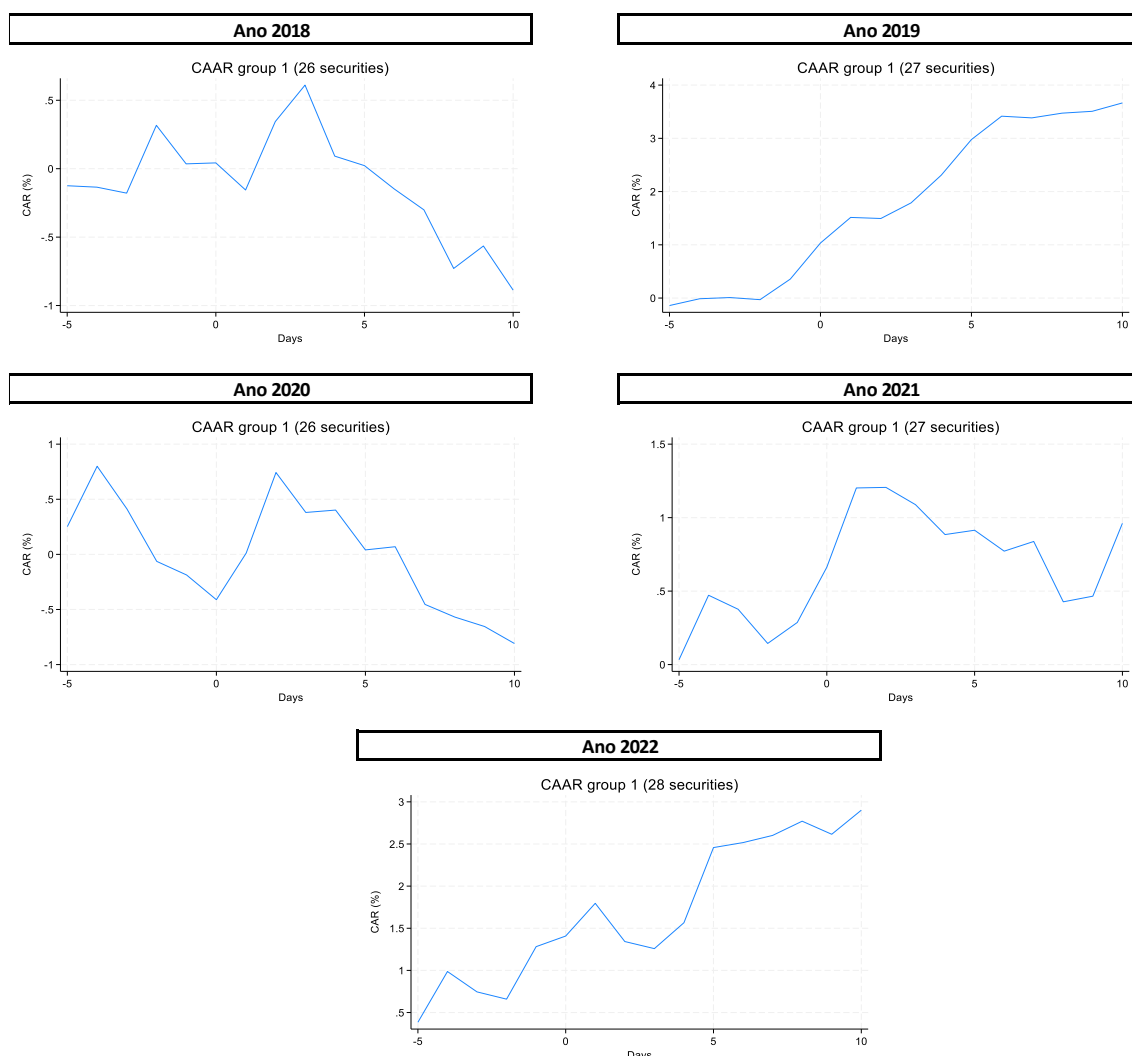 Ano 2018
CAAR group 1 (26 securities)
.5
0
-.5
-1
CAR (%)
-5 0 5 10
Days
Ano 2019
CAAR group 1 (27 securities)
4
3
2
1
0
CAR (%)
-5 0 5 10
Days
Ano 2020
CAAR group 1 (26 securities)
1
.5
0
-.5
-1
CAR (%)
-5 0 5 10
Days
Ano 2021
CAAR group 1 (27 securities)
1.5
1
.5
0
CAR (%)
-5 0 5 10
Days
Ano 2022
CAAR group 1 (28 securities)
3
2.5
2
1.5
1
.5
CAR (%)
-5 0 5 10
Days